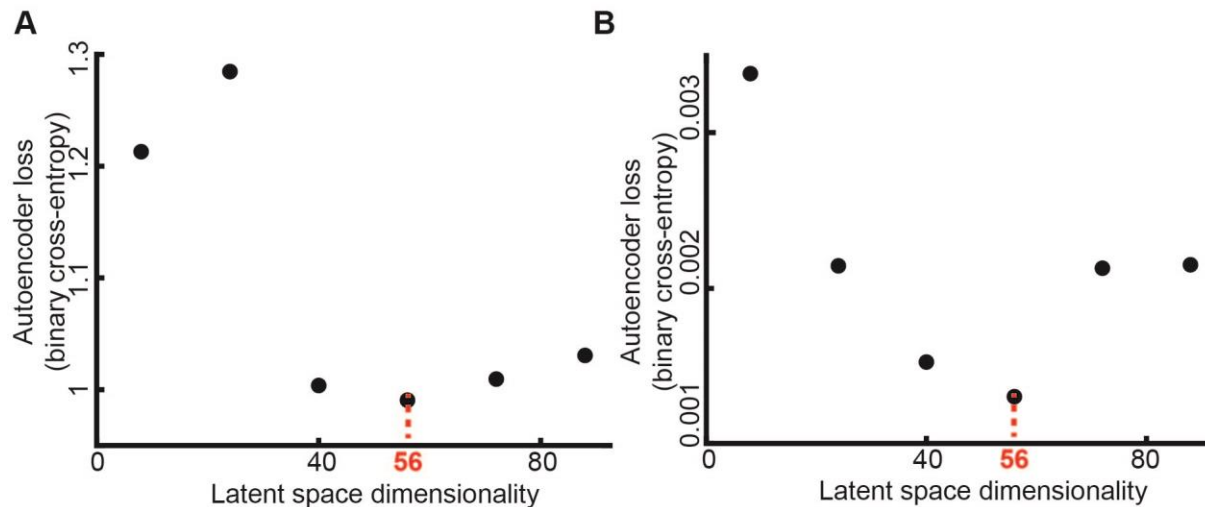 A
1.3
1.2
1.1
1
Autoencoder loss
(binary cross-entropy)
0
40
56
80
Latent space dimensionality
B
0.003
0.002
0.001
Autoencoder loss
(binary cross-entropy)
0
40
56
80
Latent space dimensionality